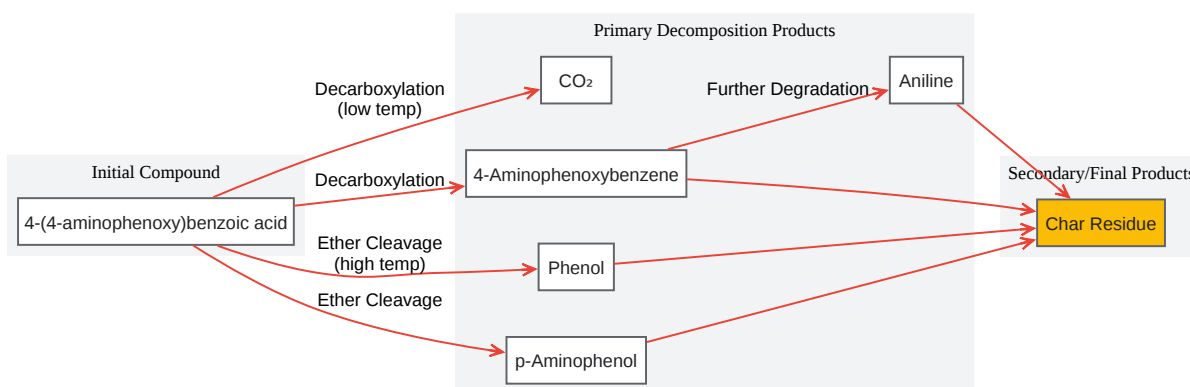 Primary Decomposition Products
Decarboxylation
(low temp)
CO₂
Further Degradation
Aniline
Initial Compound
Decarboxylation
4-Aminophenoxybenzene
Secondary/Final Products
4-(4-aminophenoxy)benzoic acid
Char Residue
Ether Cleavage
(high temp)
Phenol
Ether Cleavage
p-Aminophenol